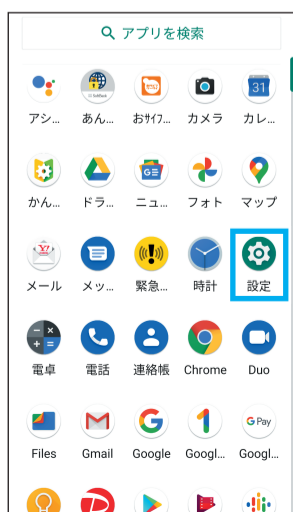 アプリを検索
アシ… あん… おサイフ… カメラ カレ…
かん… ドラ… ニュ… フォト マップ
メール メッ… 緊急… 時計 設定
電卓 電話 連絡帳 Chrome Duo
Files Gmail Google Googl… Googl…